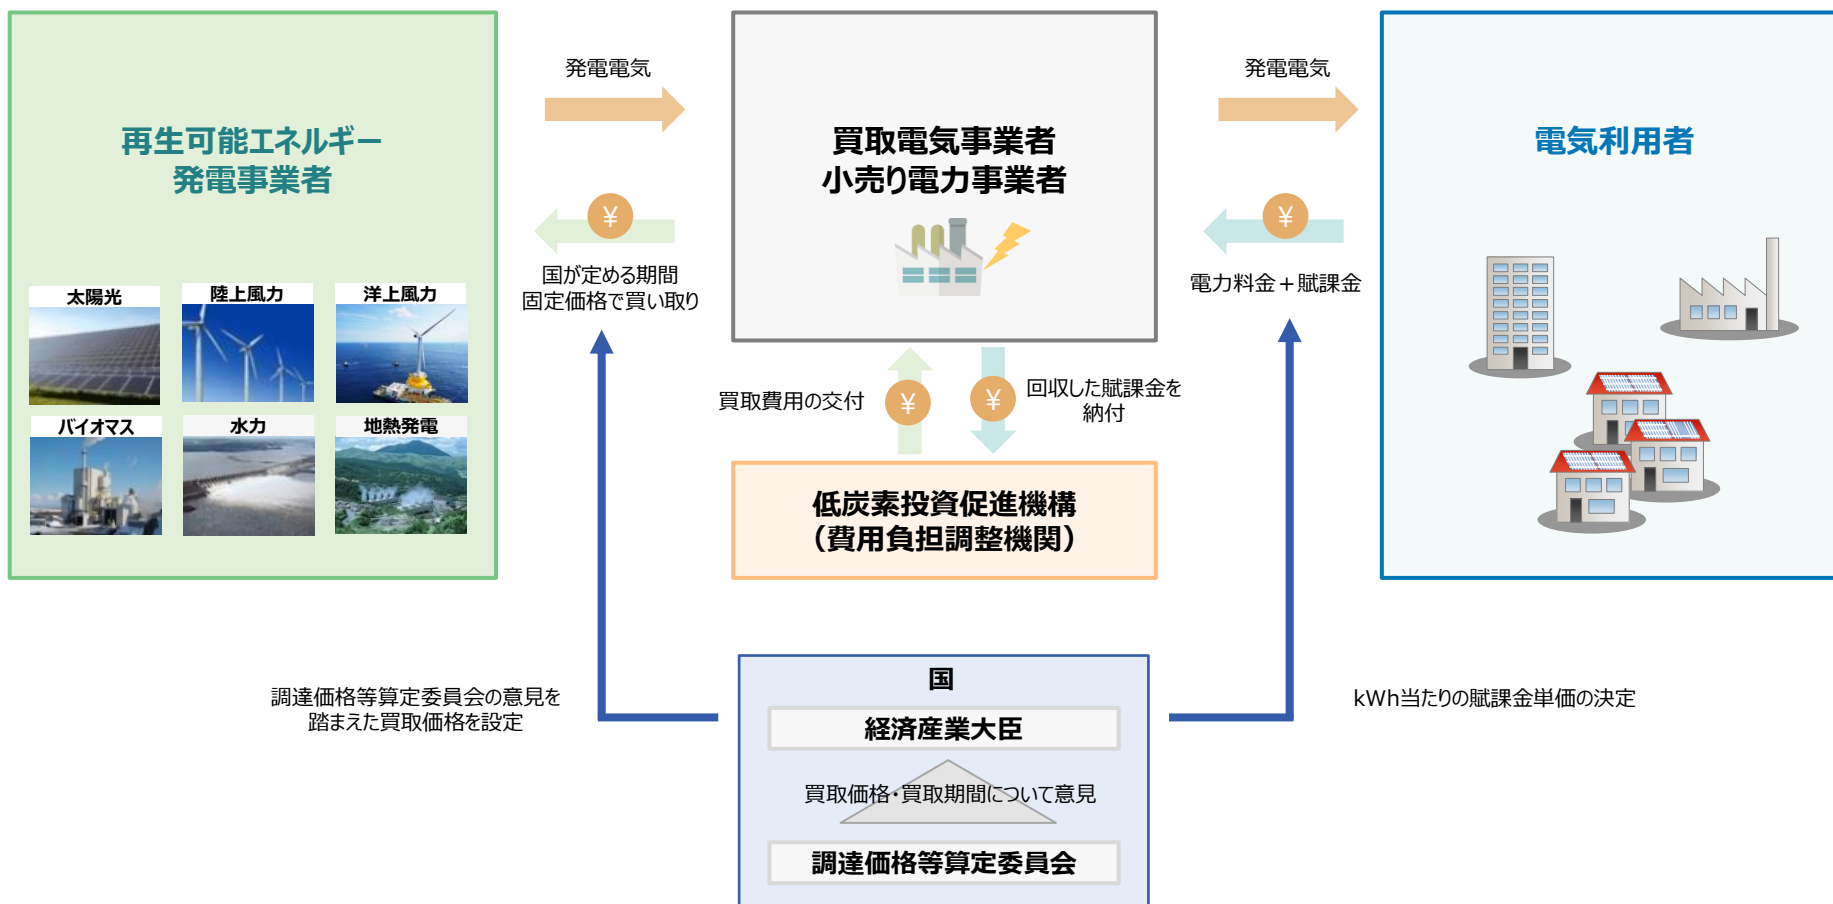 再生可能エネルギー
発電事業者
太陽光
陸上風力
洋上風力
バイオマス
水力
地熱発電
発電電気
¥
国が定める期間
固定価格で買い取り
買取電気事業者
小売り電力事業者
発電電気
¥
電力料金+賦課金
電気利用者
買取費用の交付
¥
¥
回収した賦課金を
納付
低炭素投資促進機構
(費用負担調整機関)
調達価格等算定委員会の意見を
踏まえた買取価格を設定
国
経済産業大臣
買取価格・買取期間について意見
調達価格等算定委員会
kWh当たりの賦課金単価の決定